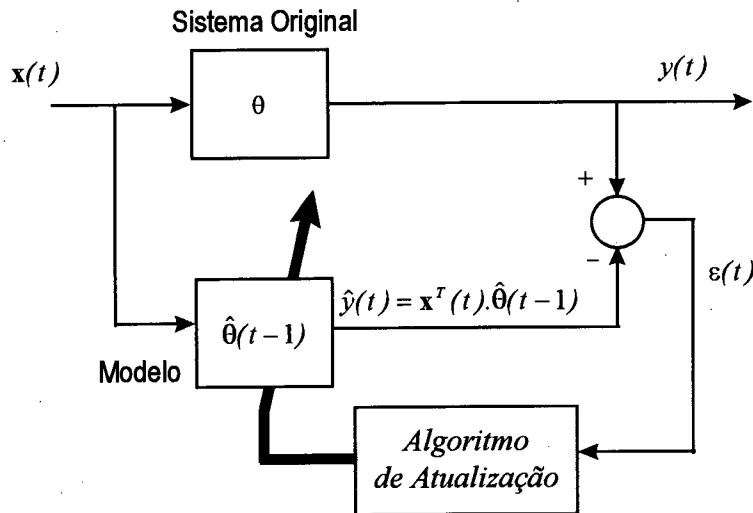 Sistema Original
x(t)
θ
y(t)
+
−
ε(t)
θ̂(t−1)
ŷ(t) = x^T(t).θ̂(t−1)
Modelo
Algoritmo
de Atualização